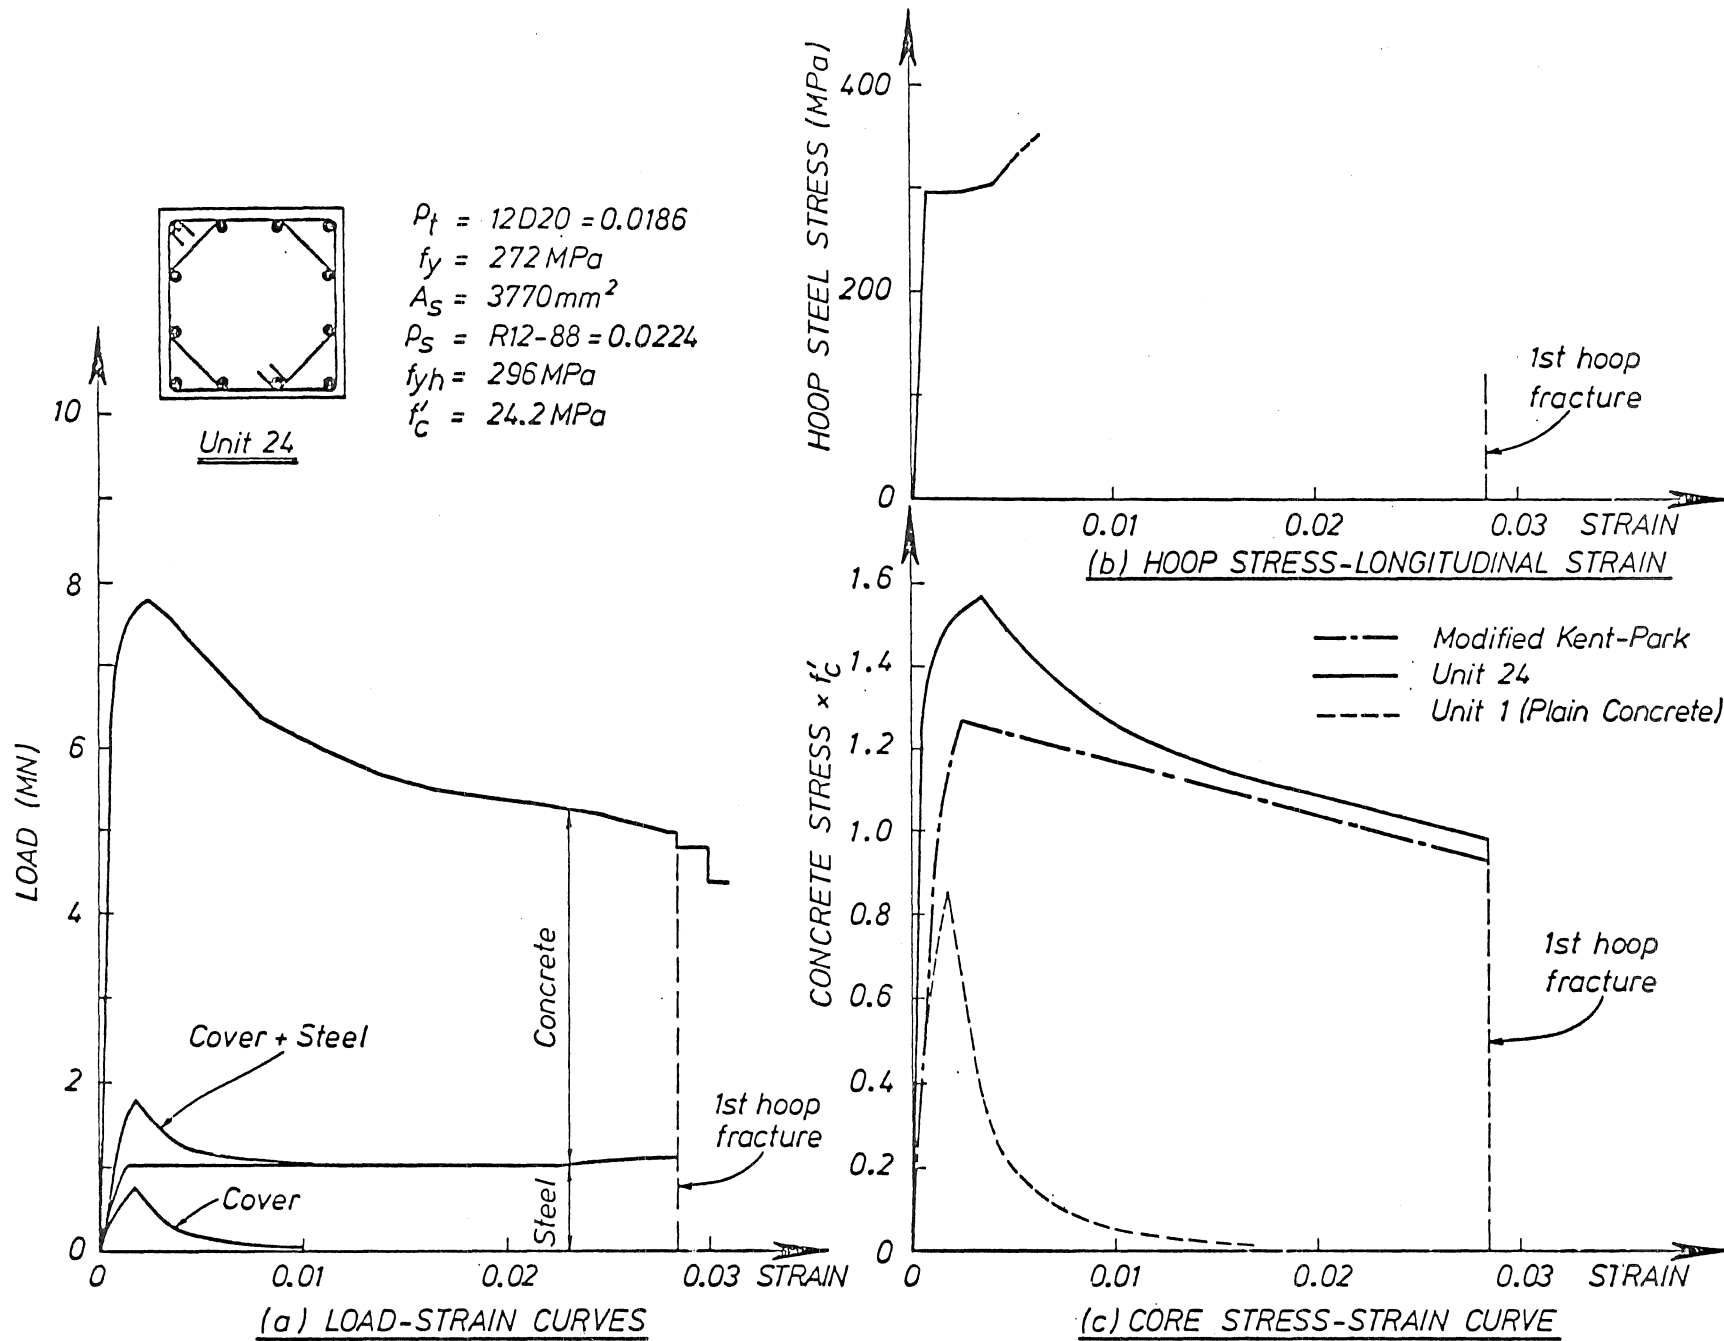 ρt = 12D20 = 0.0186
fy = 272 MPa
As = 3770mm²
ρs = R12-88 = 0.0224
fyh = 296 MPa
f'c = 24.2 MPa
Unit 24
LOAD (MN)
10
8
6
4
2
0
Cover + Steel
Cover
Concrete
Steel
1st hoop
fracture
0
0.01
0.02
0.03
STRAIN
(a) LOAD-STRAIN CURVES
HOOP STEEL STRESS (MPa)
400
200
0
1st hoop
fracture
0.01
0.02
0.03
STRAIN
(b) HOOP STRESS-LONGITUDINAL STRAIN
CONCRETE STRESS × f'c
1.6
1.4
1.2
1.0
0.8
0.6
0.4
0.2
0
Modified Kent-Park
Unit 24
Unit 1 (Plain Concrete)
1st hoop
fracture
0
0.01
0.02
0.03
STRAIN
(c) CORE STRESS-STRAIN CURVE